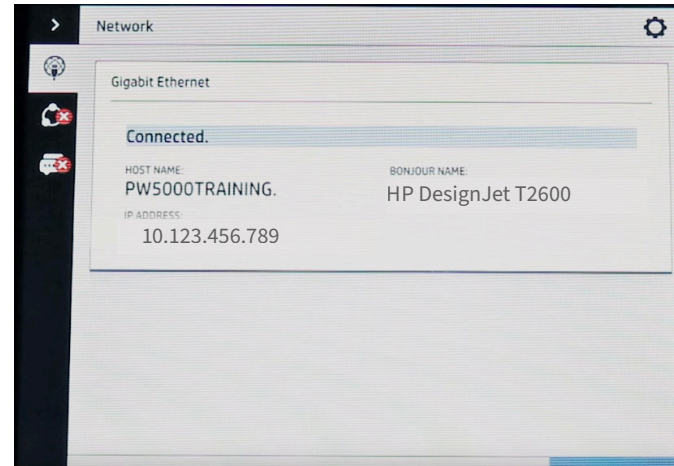 Network
Gigabit Ethernet
Connected.
HOST NAME:
PW5000TRAINING.
BONJOUR NAME:
HP DesignJet T2600
IP ADDRESS:
10.123.456.789